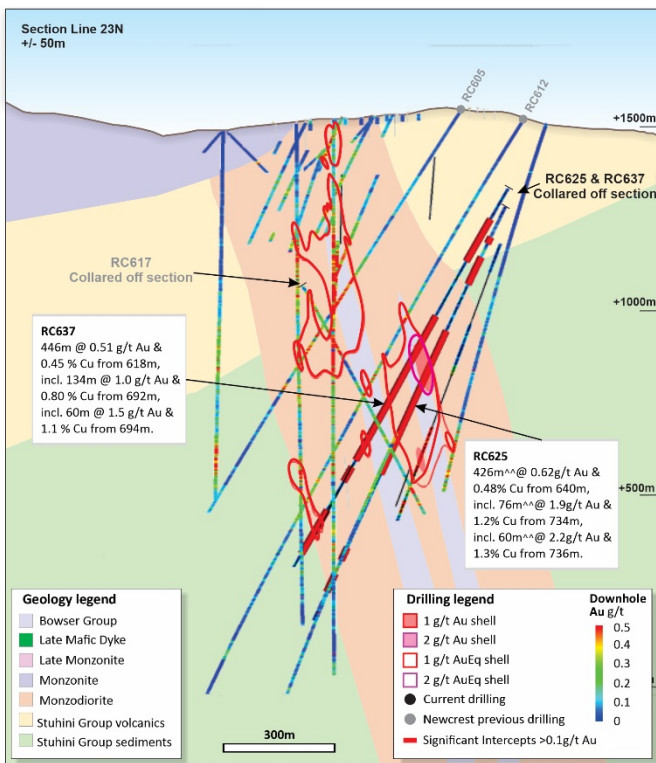 Section Line 23N
+/- 50m
RC605
RC612
+1500m
RC625 & RC637
Collared off section
RC617
Collared off section
+1000m
RC637
446m @ 0.51 g/t Au &
0.45 % Cu from 618m,
incl. 134m @ 1.0 g/t Au &
0.80 % Cu from 692m,
incl. 60m @ 1.5 g/t Au &
1.1 % Cu from 694m.
RC625
426m^^@ 0.62g/t Au &
0.48% Cu from 640m,
incl. 76m^^@ 1.9g/t Au &
1.2% Cu from 734m,
incl. 60m^^@ 2.2g/t Au &
1.3% Cu from 736m.
+500m
Geology legend
Bowser Group
Late Mafic Dyke
Late Monzonite
Monzonite
Monzodiorite
Stuhini Group volcanics
Stuhini Group sediments
300m
Drilling legend
1 g/t Au shell
2 g/t Au shell
1 g/t AuEq shell
2 g/t AuEq shell
Current drilling
Newcrest previous drilling
Significant Intercepts >0.1g/t Au
Downhole
Au g/t
0.5
0.4
0.3
0.2
0.1
0